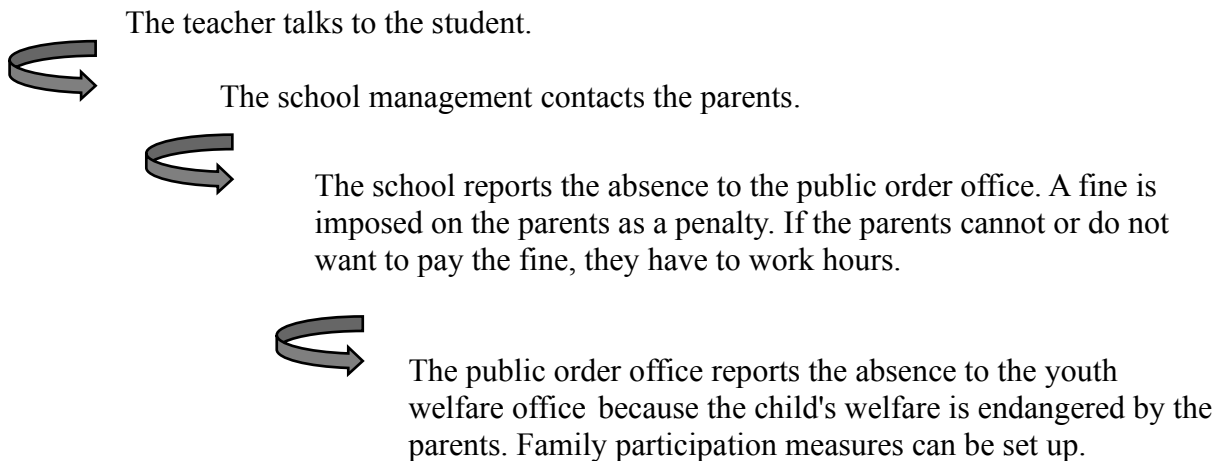 The teacher talks to the student.
The school management contacts the parents.
The school reports the absence to the public order office. A fine is
imposed on the parents as a penalty. If the parents cannot or do not
want to pay the fine, they have to work hours.
The public order office reports the absence to the youth
welfare office because the child's welfare is endangered by the
parents. Family participation measures can be set up.